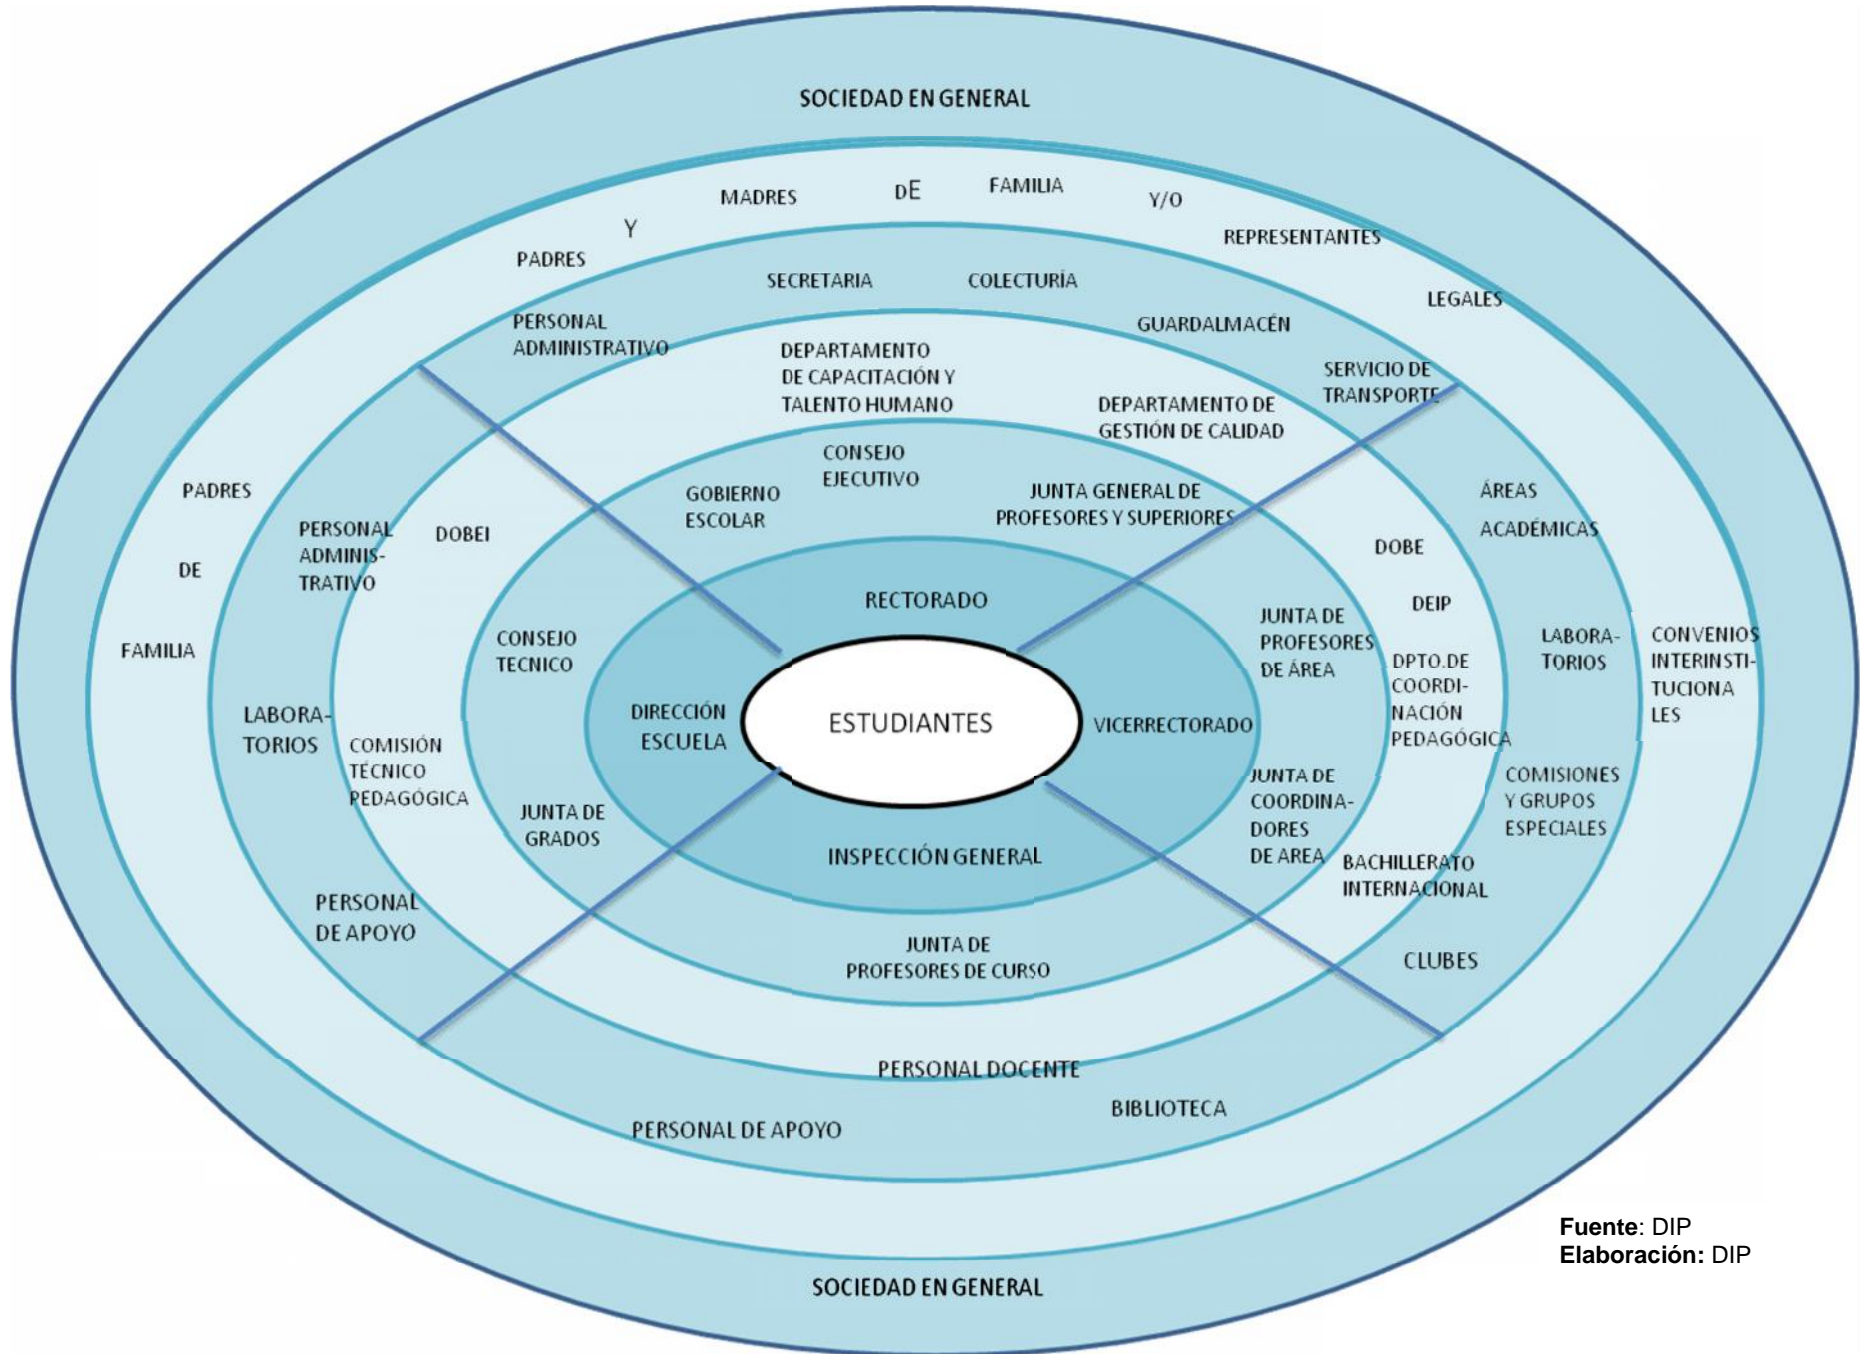 SOCIEDAD EN GENERAL
PADRES
Y
MADRES
DE
FAMILIA
Y/O
REPRESENTANTES
LEGALES
SECRETARIA
COLECTURÍA
PERSONAL
ADMINISTRATIVO
GUARDALMACÉN
SERVICIO DE
TRANSPORTE
DEPARTAMENTO
DE CAPACITACIÓN Y
TALENTO HUMANO
DEPARTAMENTO DE
GESTIÓN DE CALIDAD
CONSEJO
EJECUTIVO
GOBIERNO
ESCOLAR
JUNTA GENERAL DE
PROFESORES Y SUPERIORES
RECTORADO
PADRES
DE
FAMILIA
PERSONAL
ADMINIS-
TRATIVO
DOBEI
CONSEJO
TECNICO
DIRECCIÓN
ESCUELA
LABORA-
TORIOS
COMISIÓN
TÉCNICO
PEDAGÓGICA
JUNTA DE
GRADOS
PERSONAL
DE APOYO
ESTUDIANTES
VICERRECTORADO
JUNTA DE
PROFESORES
DE ÁREA
JUNTA DE
COORDINA-
DORES
DE AREA
DOBE
DEIP
DPTO.DE
COORDI-
NACIÓN
PEDAGÓGICA
BACHILLERATO
INTERNACIONAL
ÁREAS
ACADÉMICAS
LABORA-
TORIOS
COMISIONES
Y GRUPOS
ESPECIALES
CLUBES
CONVENIOS
INTERINSTI-
TUCIONA
LES
INSPECCIÓN GENERAL
JUNTA DE
PROFESORES DE CURSO
PERSONAL DOCENTE
BIBLIOTECA
PERSONAL DE APOYO
SOCIEDAD EN GENERAL
Fuente: DIP
Elaboración: DIP